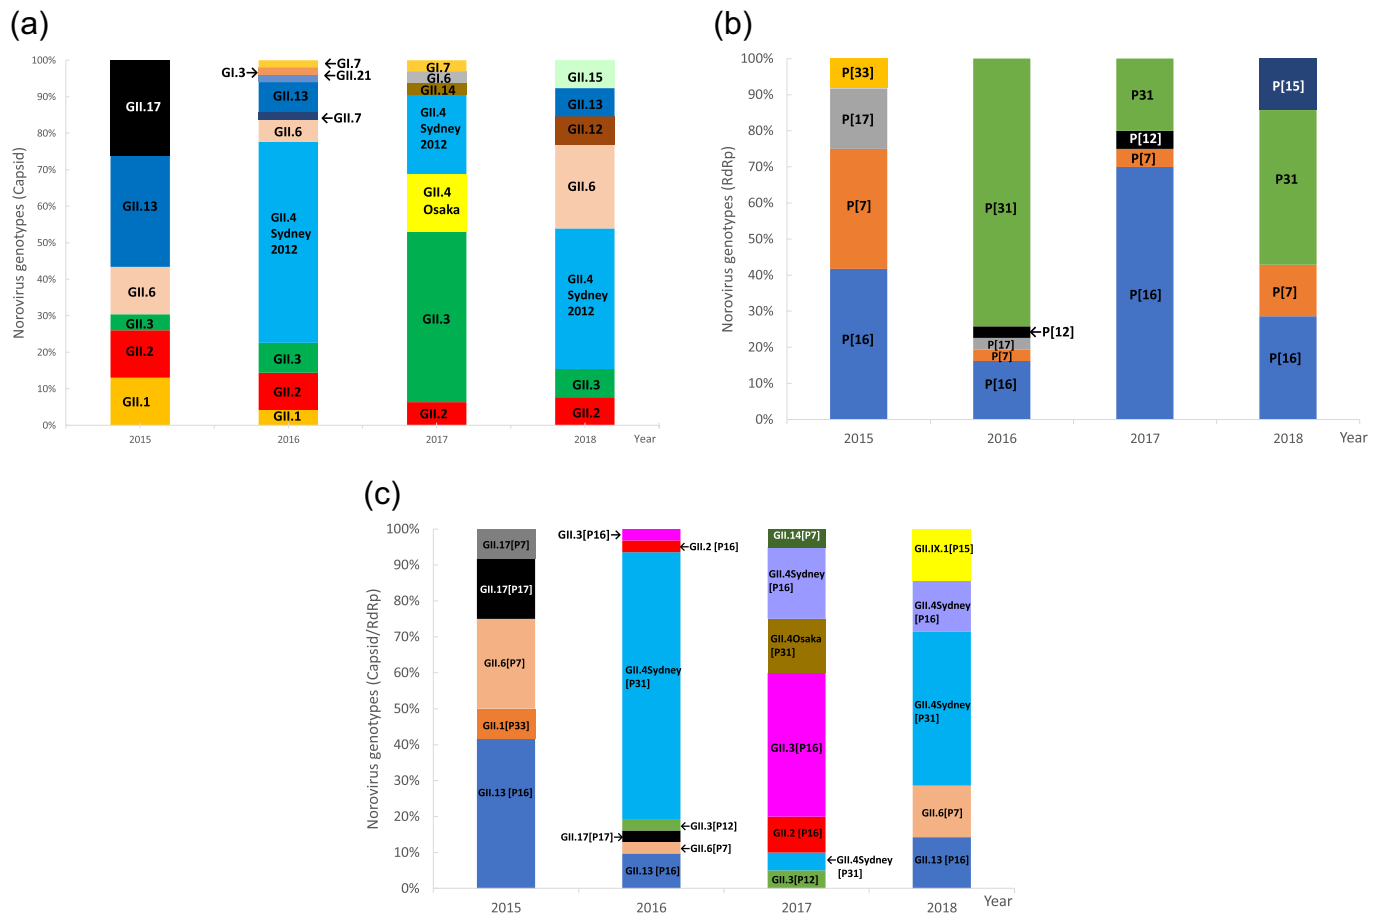 (a)
Norovirus genotypes (Capsid)
100%
90%
80%
70%
60%
50%
40%
30%
20%
10%
0%
GII.17
GII.13
GII.6
GII.3
GII.2
GII.1
2015
GI.7
GI.3
GII.21
GII.13
GII.7
GII.6
GII.4
Sydney
2012
GII.3
GII.2
GII.1
2016
GI.7
GI.6
GII.14
GII.4
Sydney
2012
GII.4
Osaka
GII.3
GII.2
2017
GII.15
GII.13
GII.12
GII.6
GII.4
Sydney
2012
GII.3
GII.2
2018
Year
(b)
Norovirus genotypes (RdRp)
100%
90%
80%
70%
60%
50%
40%
30%
20%
10%
0%
P[33]
P[17]
P[7]
P[16]
2015
P[31]
P[12]
P[17]
P[7]
P[16]
2016
P31
P[12]
P[7]
P[16]
2017
P[15]
P31
P[7]
P[16]
2018
Year
(c)
Norovirus genotypes (Capsid/RdRp)
100%
90%
80%
70%
60%
50%
40%
30%
20%
10%
0%
GII.17[P7]
GII.17[P17]
GII.6[P7]
GII.1[P33]
GII.13 [P16]
2015
GII.3[P16]
GII.2 [P16]
GII.4Sydney
[P31]
GII.3[P12]
GII.17[P17]
GII.6[P7]
GII.13 [P16]
2016
GII.14[P7]
GII.4Sydney
[P16]
GII.4Osaka
[P31]
GII.3[P16]
GII.2 [P16]
GII.4Sydney
[P31]
GII.3[P12]
2017
GII.IX.1[P15]
GII.4Sydney
[P16]
GII.4Sydney
[P31]
GII.6[P7]
GII.13 [P16]
2018
Year